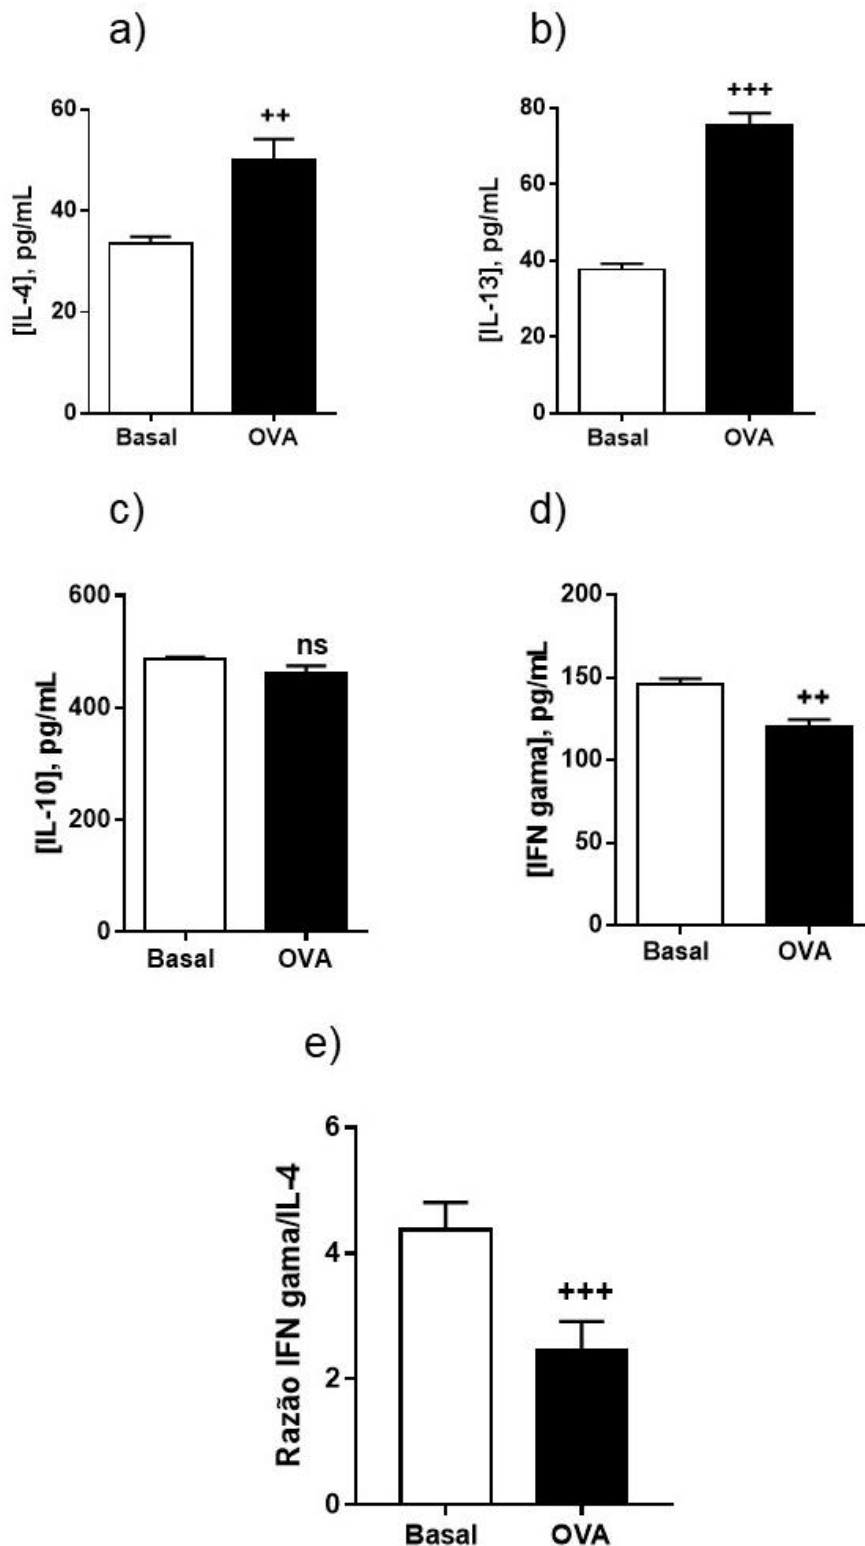 a)
60
40
20
0
[IL-4], pg/mL
++
Basal
OVA
b)
80
60
40
20
0
[IL-13], pg/mL
+++
Basal
OVA
c)
600
400
200
0
[IL-10], pg/mL
ns
Basal
OVA
d)
200
150
100
50
0
[IFN gama], pg/mL
++
Basal
OVA
e)
6
4
2
0
Razão IFN gama/IL-4
+++
Basal
OVA